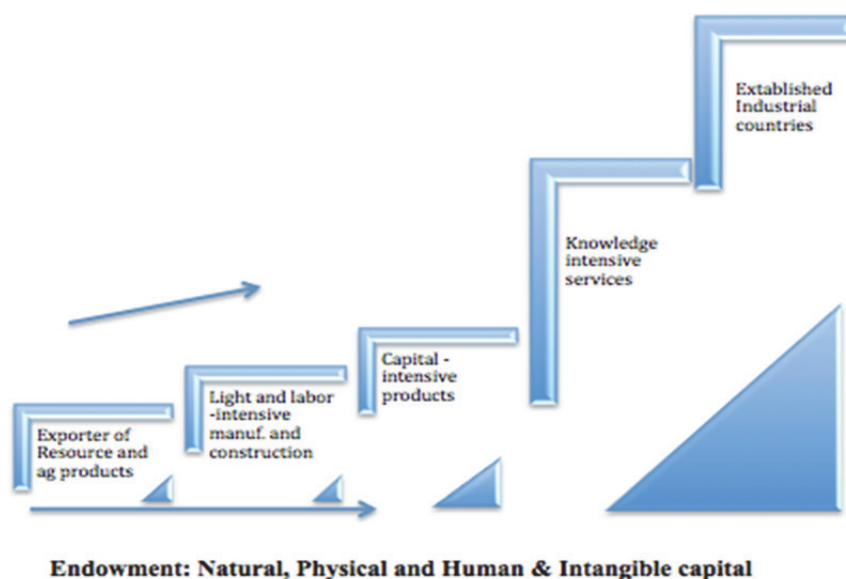 Extablished
Industrial
countries
Knowledge
intensive
services
Capital -
intensive
products
Light and labor
-intensive
manuf. and
construction
Exporter of
Resource and
ag products
Endowment: Natural, Physical and Human & Intangible capital